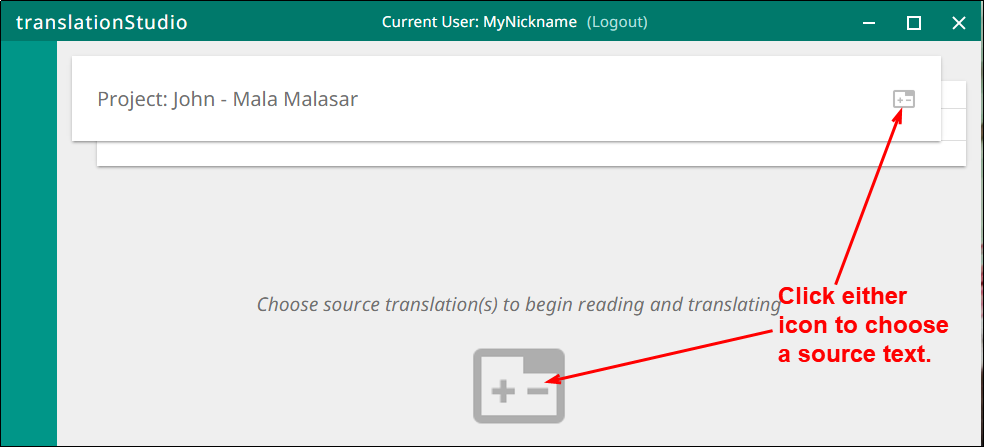 translationStudio
Current User: MyNickname (Logout)
Project: John - Mala Malasar
Choose source translation(s) to begin reading and translating
Click either
icon to choose
a source text.